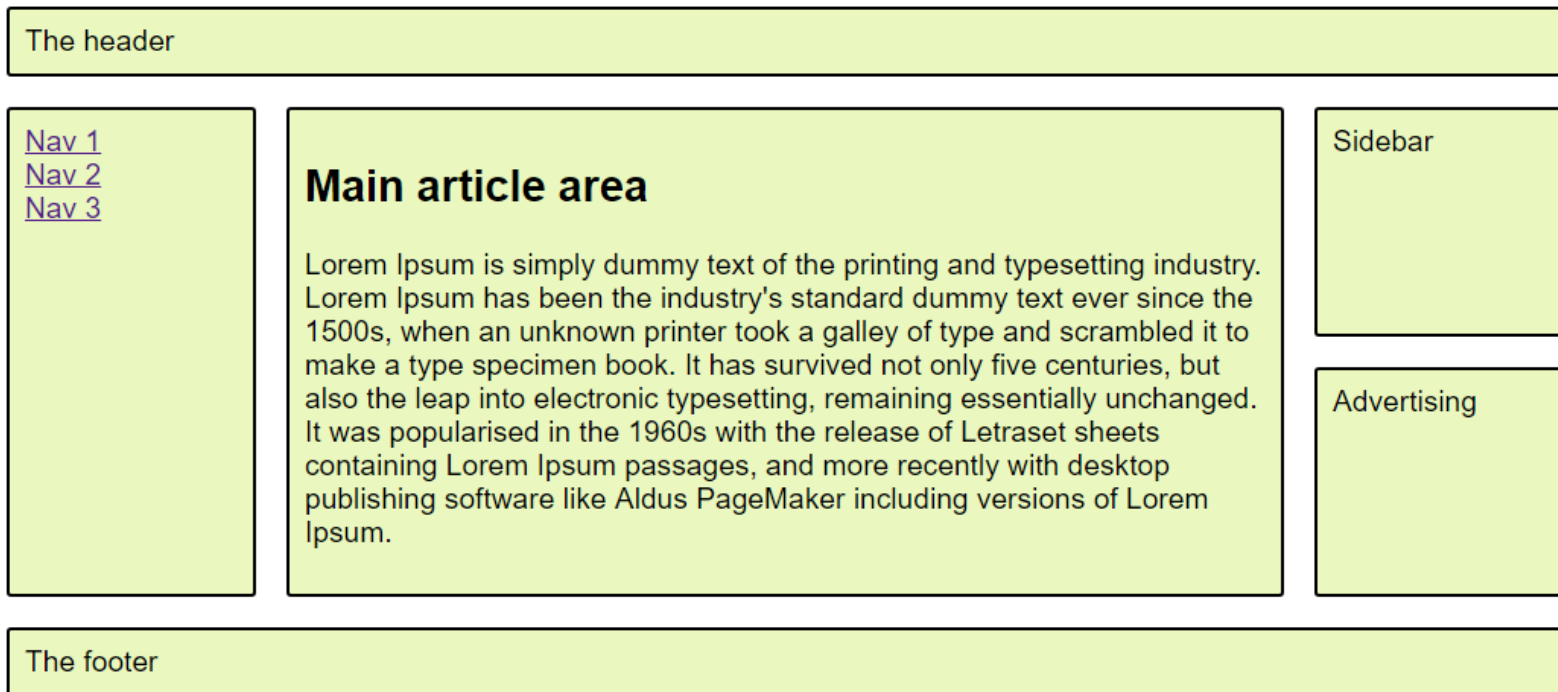 The header
Nav 1
Nav 2
Nav 3
Main article area
Lorem Ipsum is simply dummy text of the printing and typesetting industry.
Lorem Ipsum has been the industry's standard dummy text ever since the
1500s, when an unknown printer took a galley of type and scrambled it to
make a type specimen book. It has survived not only five centuries, but
also the leap into electronic typesetting, remaining essentially unchanged.
It was popularised in the 1960s with the release of Letraset sheets
containing Lorem Ipsum passages, and more recently with desktop
publishing software like Aldus PageMaker including versions of Lorem
Ipsum.
Sidebar
Advertising
The footer